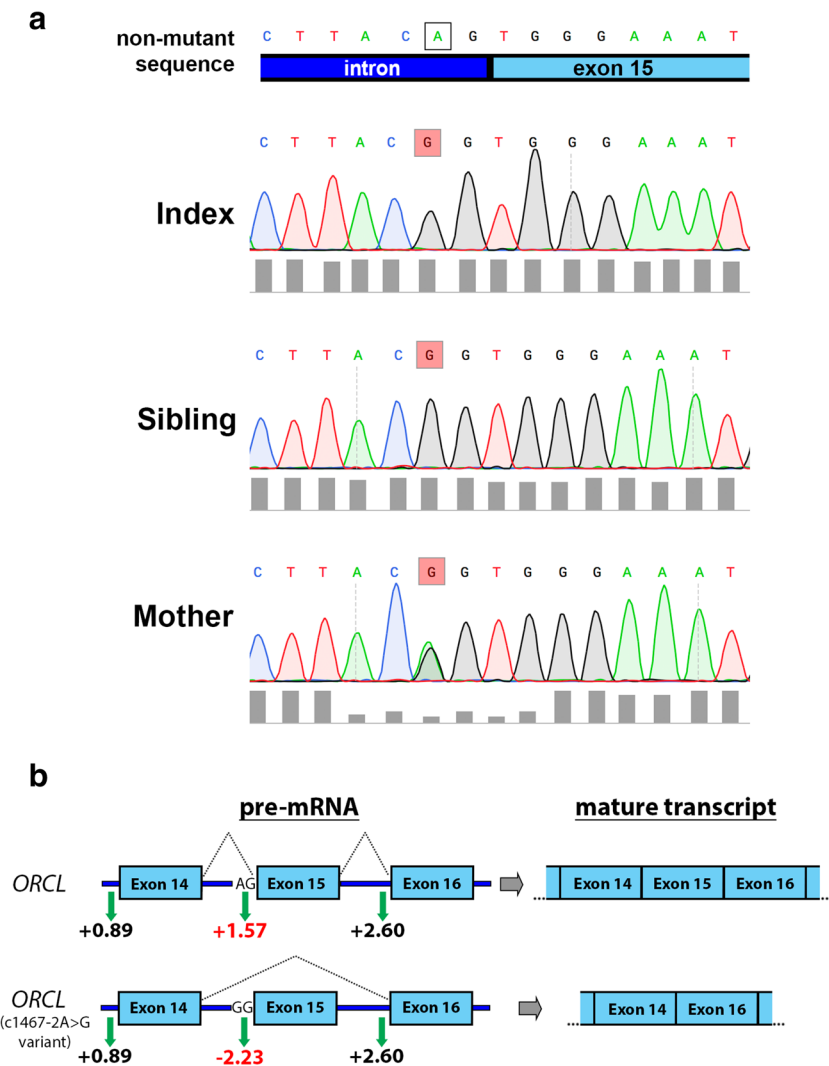 a
non-mutant
sequence
C T T A C A G T G G G A A A T
intron exon 15
C T T A C G G T G G G A A A T
Index
C T T A C G G T G G G A A A T
Sibling
C T T A C G G T G G G A A A T
Mother
b
pre-mRNA mature transcript
ORCL Exon 14 AG Exon 15 Exon 16 Exon 14 Exon 15 Exon 16
+0.89 +1.57 +2.60
ORCL Exon 14 GG Exon 15 Exon 16 Exon 14 Exon 16
(c1467-2A>G
variant)
+0.89 -2.23 +2.60